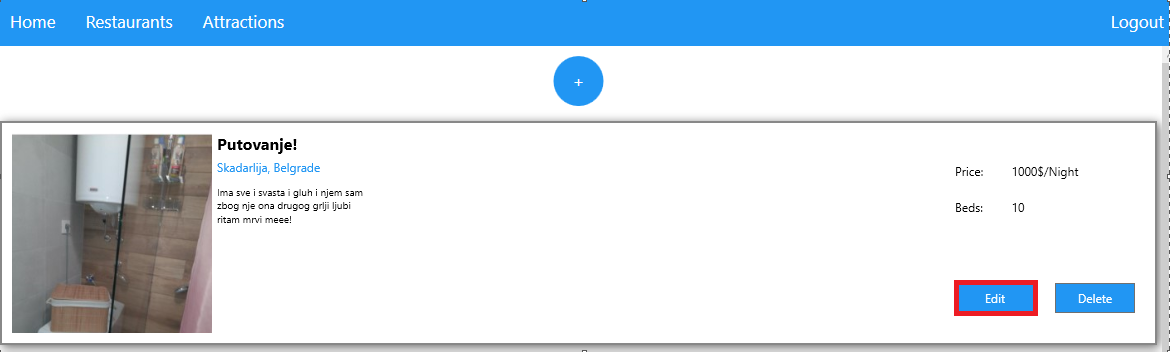 Home Restaurants Attractions Logout
+
Putovanje!
Skadarlija, Belgrade
Ima sve i svasta i gluh i njem sam
zbog nje ona drugog grlji ljubi
ritam mrvi meee!
Price: 1000$/Night
Beds: 10
Edit Delete